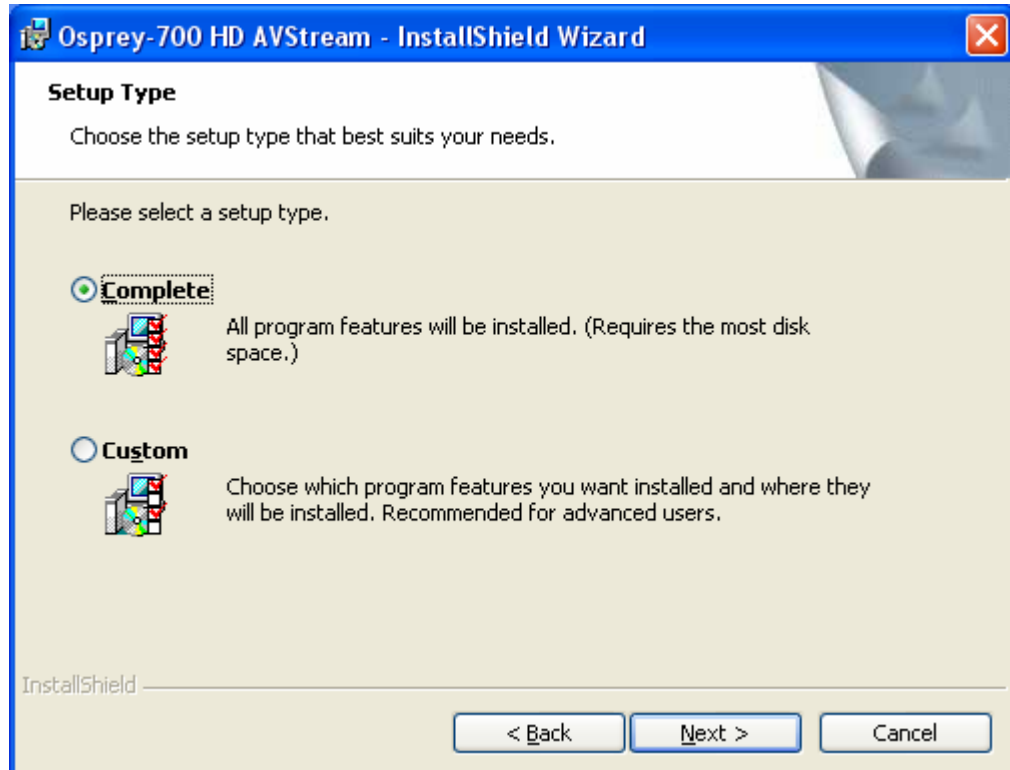 Osprey-700 HD AVStream - InstallShield Wizard
Setup Type
Choose the setup type that best suits your needs.
Please select a setup type.
Complete
All program features will be installed. (Requires the most disk
space.)
Custom
Choose which program features you want installed and where they
will be installed. Recommended for advanced users.
InstallShield
< Back Next > Cancel